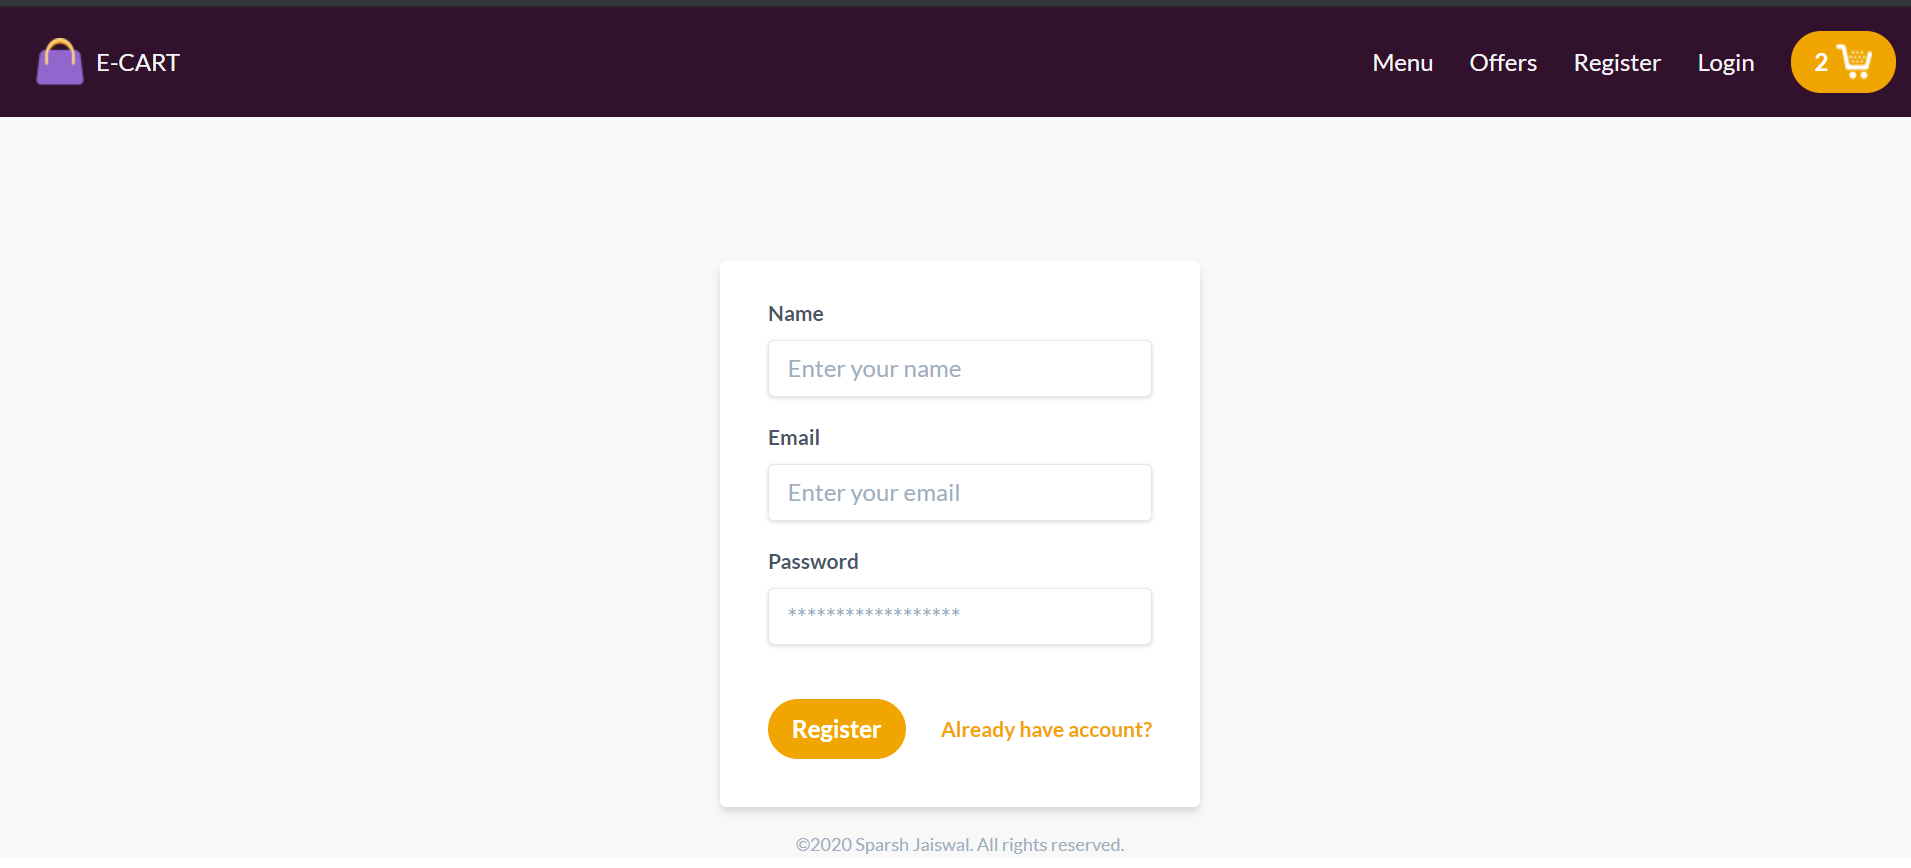 E-CART
Menu Offers Register Login 2
Name
Enter your name
Email
Enter your email
Password
******************
Register Already have account?
©2020 Sparsh Jaiswal. All rights reserved.